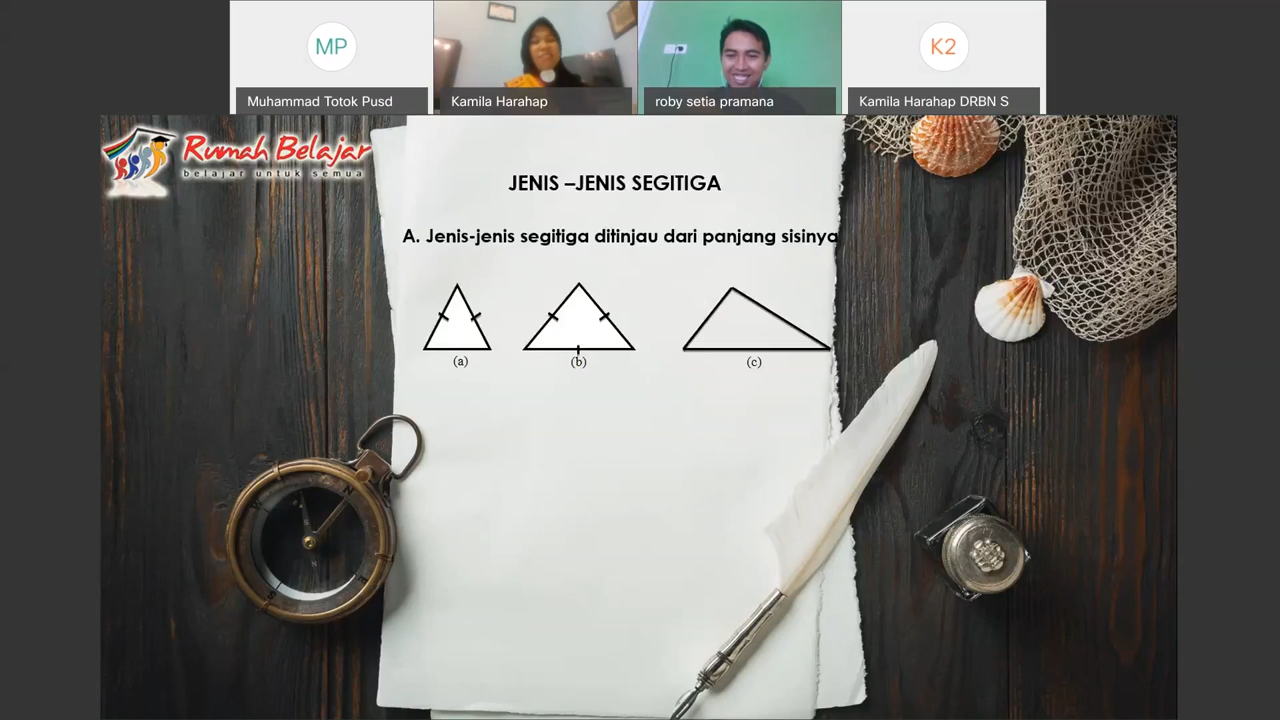 MP
K2
Muhammad Totok Pusd
Kamila Harahap
roby setia pramana
Kamila Harahap DRBN S
Rumah Belajar
belajar untuk semua
JENIS –JENIS SEGITIGA
A. Jenis-jenis segitiga ditinjau dari panjang sisinya
(a)
(b)
(c)
N